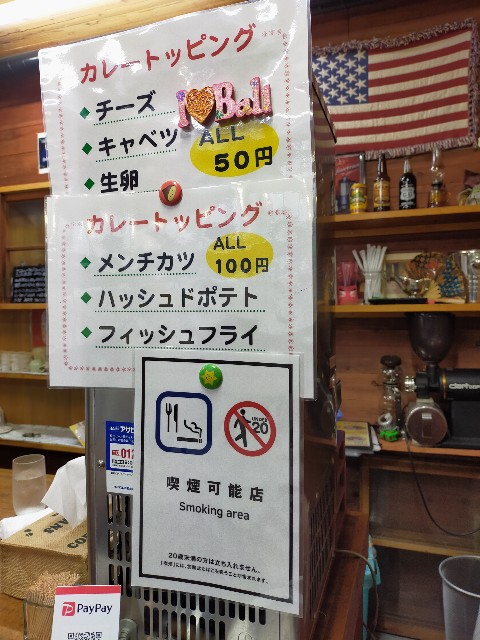 カレートッピング
◆ チーズ
I Ball
◆ キャベツ
ALL
50円
◆ 生卵
カレートッピング
◆ メンチカツ
ALL
100円
◆ ハッシュドポテト
◆ フィッシュフライ
UNDER
20
喫煙可能店
Smoking area
20歳未満の方は立ち入れません。
PayPay